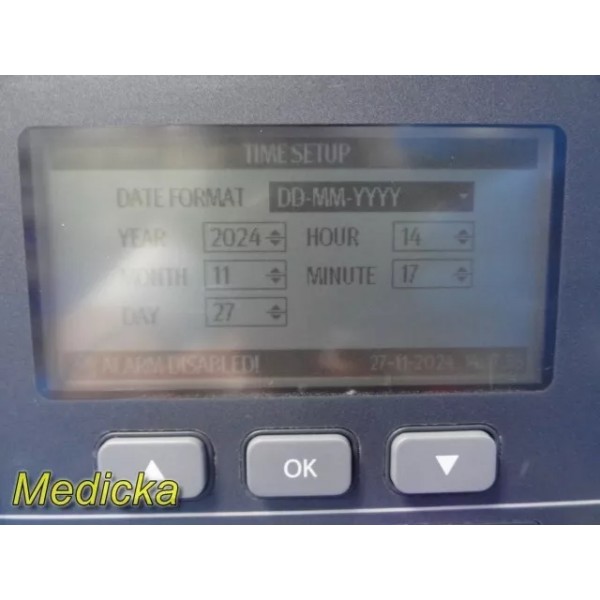 TIME SETUP
DATE FORMAT DD-MM-YYYY
YEAR 2024 HOUR 14
MONTH 11 MINUTE 17
DAY 27
ALARM DISABLED! 27-11-2024
OK
Medicka